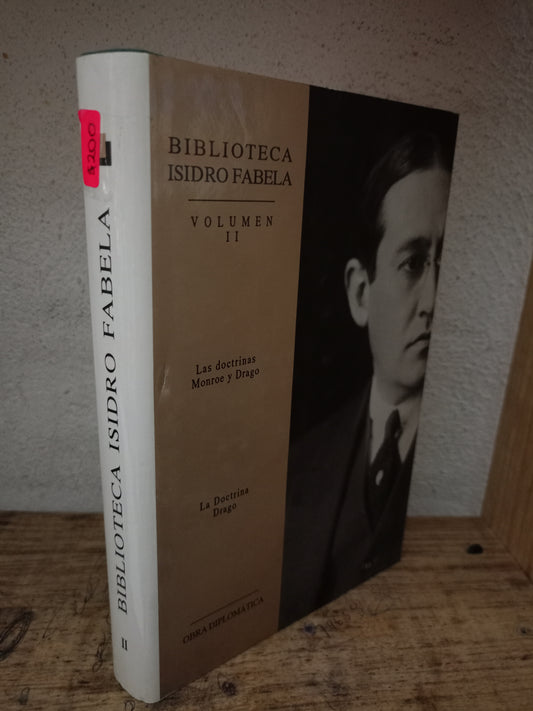 $200
BIBLIOTECA ISIDRO FABELA
II
BIBLIOTECA
ISIDRO FABELA
VOLUMEN
II
Las doctrinas
Monroe y Drago
La Doctrina
Drago
OBRA DIPLOMÁTICA